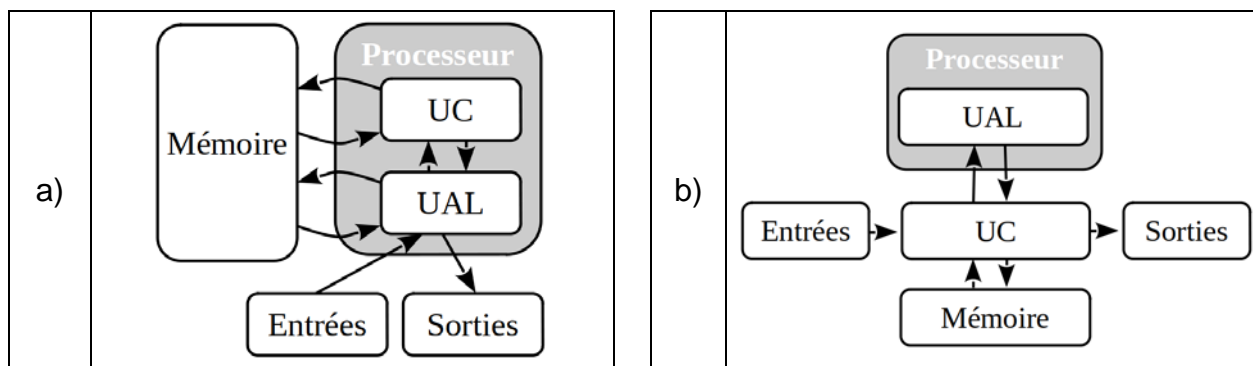 a)
Processeur
UC
Mémoire
UAL
Entrées
Sorties
b)
Processeur
UAL
Entrées
UC
Sorties
Mémoire